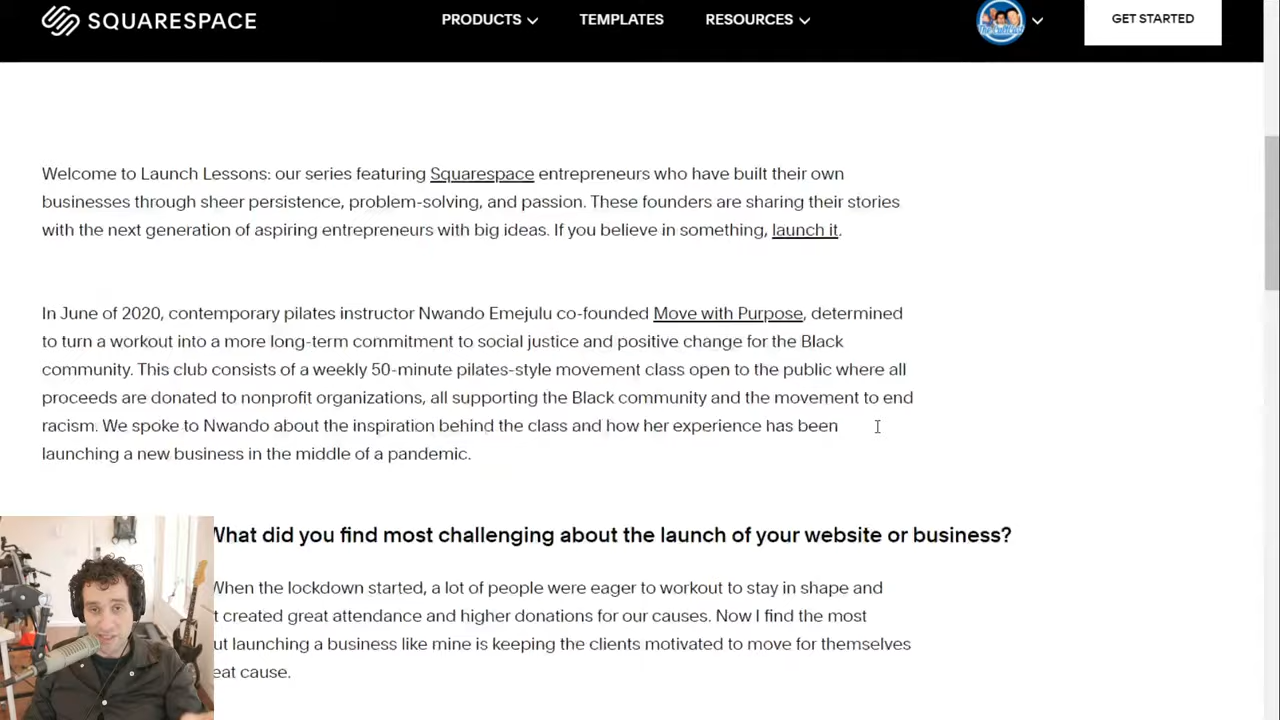 SQUARESPACE
PRODUCTS
TEMPLATES
RESOURCES
GET STARTED
Welcome to Launch Lessons: our series featuring Squarespace entrepreneurs who have built their own
businesses through sheer persistence, problem-solving, and passion. These founders are sharing their stories
with the next generation of aspiring entrepreneurs with big ideas. If you believe in something, launch it.
In June of 2020, contemporary pilates instructor Nwando Emejulu co-founded Move with Purpose, determined
to turn a workout into a more long-term commitment to social justice and positive change for the Black
community. This club consists of a weekly 50-minute pilates-style movement class open to the public where all
proceeds are donated to nonprofit organizations, all supporting the Black community and the movement to end
racism. We spoke to Nwando about the inspiration behind the class and how her experience has been
launching a new business in the middle of a pandemic.
What did you find most challenging about the launch of your website or business?
When the lockdown started, a lot of people were eager to workout to stay in shape and
t created great attendance and higher donations for our causes. Now I find the most
ut launching a business like mine is keeping the clients motivated to move for themselves
eat cause.